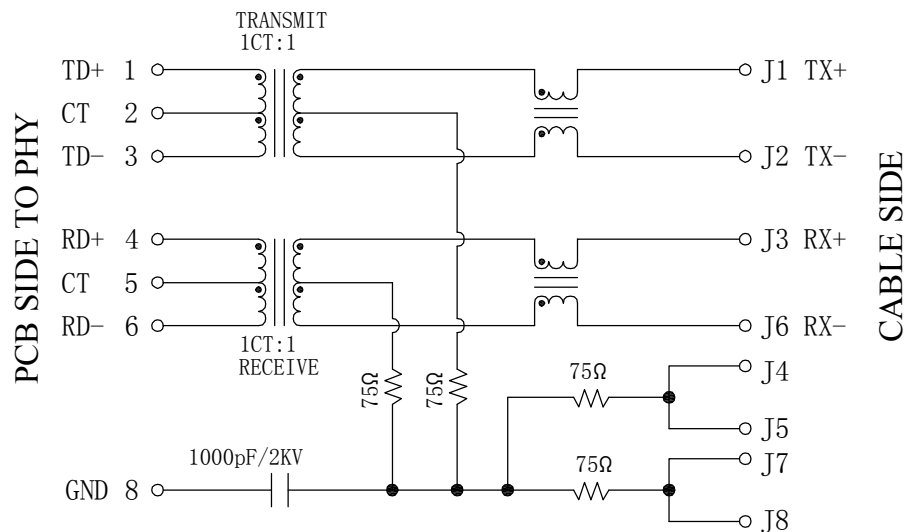 TRANSMIT
1CT:1
TD+ 1
CT 2
TD- 3
J1 TX+
J2 TX-
PCB SIDE TO PHY
CABLE SIDE
RD+ 4
CT 5
RD- 6
J3 RX+
J6 RX-
1CT:1
RECEIVE
75Ω
75Ω
75Ω
J4
J5
1000pF/2KV
75Ω
J7
GND 8
J8